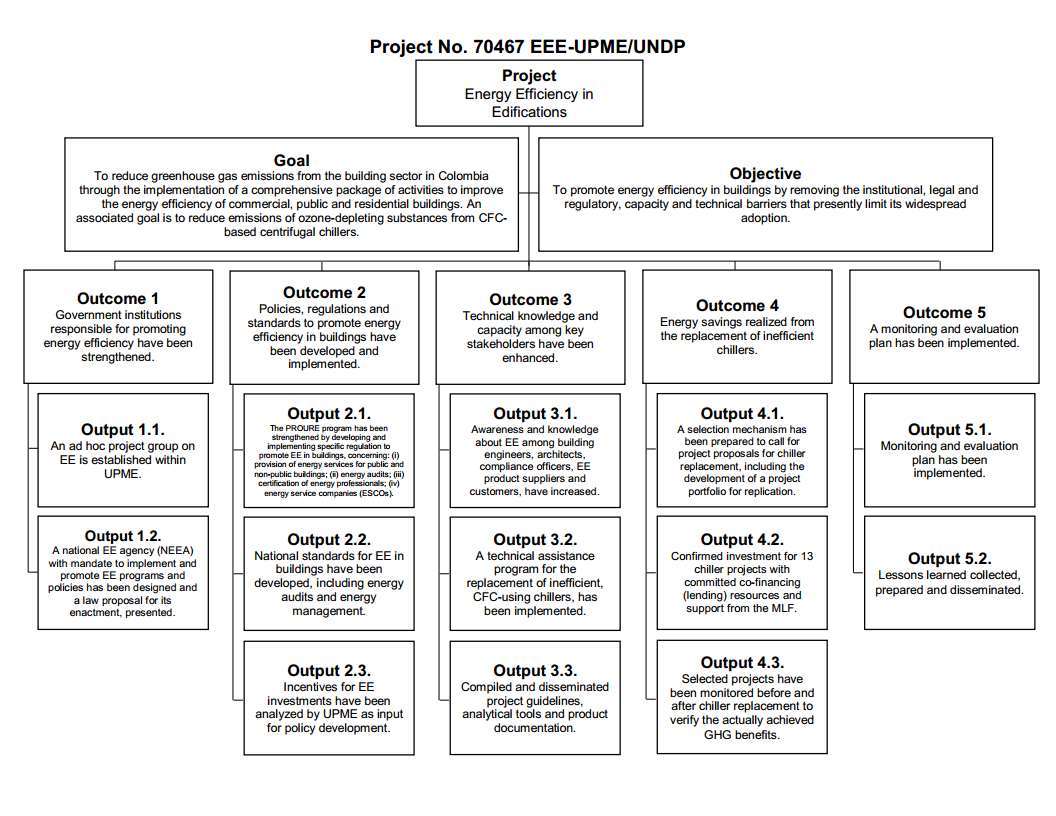 Project No. 70467 EEE-UPME/UNDP
Project
Energy Efficiency in
Edifications
Goal
To reduce greenhouse gas emissions from the building sector in Colombia
through the implementation of a comprehensive package of activities to improve
the energy efficiency of commercial, public and residential buildings. An
associated goal is to reduce emissions of ozone-depleting substances from CFC-
based centrifugal chillers.
Objective
To promote energy efficiency in buildings by removing the institutional, legal and
regulatory, capacity and technical barriers that presently limit its widespread
adoption.
Outcome 1
Government institutions
responsible for promoting
energy efficiency have been
strengthened.
Outcome 2
Policies, regulations and
standards to promote energy
efficiency in buildings have
been developed and
implemented.
Outcome 3
Technical knowledge and
capacity among key
stakeholders have been
enhanced.
Outcome 4
Energy savings realized from
the replacement of inefficient
chillers.
Outcome 5
A monitoring and evaluation
plan has been implemented.
Output 1.1.
An ad hoc project group on
EE is established within
UPME.
Output 2.1.
The PROURE program has been
strengthened by developing and
implementing specific regulation to
promote EE in buildings, concerning: (i)
provision of energy services for public and
non-public buildings; (ii) energy audits; (iii)
certification of energy professionals; (iv)
energy service companies (ESCOs).
Output 3.1.
Awareness and knowledge
about EE among building
engineers, architects,
compliance officers, EE
product suppliers and
customers, have increased.
Output 4.1.
A selection mechanism has
been prepared to call for
project proposals for chiller
replacement, including the
development of a project
portfolio for replication.
Output 5.1.
Monitoring and evaluation
plan has been
implemented.
Output 1.2.
A national EE agency (NEEA)
with mandate to implement and
promote EE programs and
policies has been designed and
a law proposal for its
enactment, presented.
Output 2.2.
National standards for EE in
buildings have been
developed, including energy
audits and energy
management.
Output 3.2.
A technical assistance
program for the
replacement of inefficient,
CFC-using chillers, has
been implemented.
Output 4.2.
Confirmed investment for 13
chiller projects with
committed co-financing
(lending) resources and
support from the MLF.
Output 5.2.
Lessons learned collected,
prepared and disseminated.
Output 2.3.
Incentives for EE
investments have been
analyzed by UPME as input
for policy development.
Output 3.3.
Compiled and disseminated
project guidelines,
analytical tools and product
documentation.
Output 4.3.
Selected projects have
been monitored before and
after chiller replacement to
verify the actually achieved
GHG benefits.